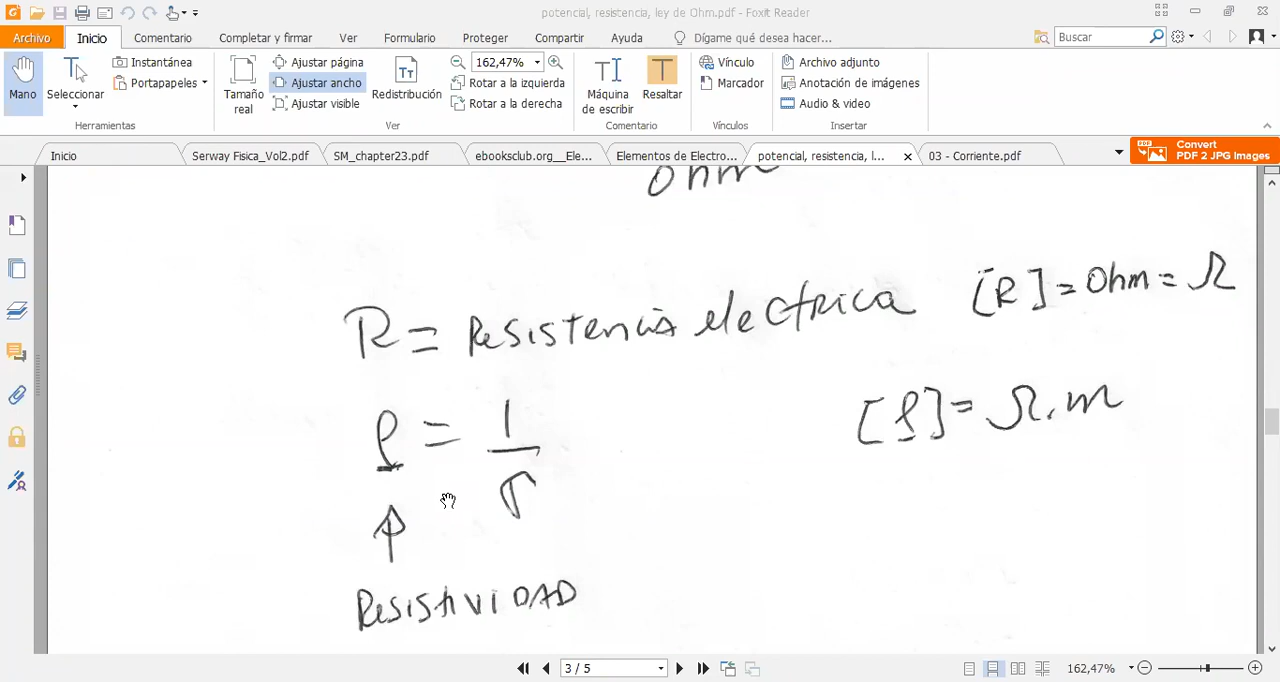 potencial, resistencia, ley de Ohm.pdf - Foxit Reader
Archivo Inicio Comentario Completar y firmar Ver Formulario Proteger Compartir Ayuda Dígame qué desea hacer... Buscar
Mano
Seleccionar
Instantánea
Portapapeles
Herramientas
Tamaño real
Ajustar página
Ajustar ancho
Ajustar visible
162,47%
Rotar a la izquierda
Rotar a la derecha
Redistribución
Ver
Máquina de escribir
Resaltar
Comentario
Vínculo
Marcador
Vínculos
Archivo adjunto
Anotación de imágenes
Audio & video
Insertar
Inicio Serway Fisica_Vol2.pdf SM_chapter23.pdf ebooksclub.org__Ele... Elementos de Electro... potencial, resistencia, l... 03 - Corriente.pdf
Convert
PDF 2 JPG Images
Ohm
R = Resistencia electrica [R] = Ohm = Ω
ρ = 1/σ [ρ] = Ω.m
Resistividad
3 / 5 162,47%